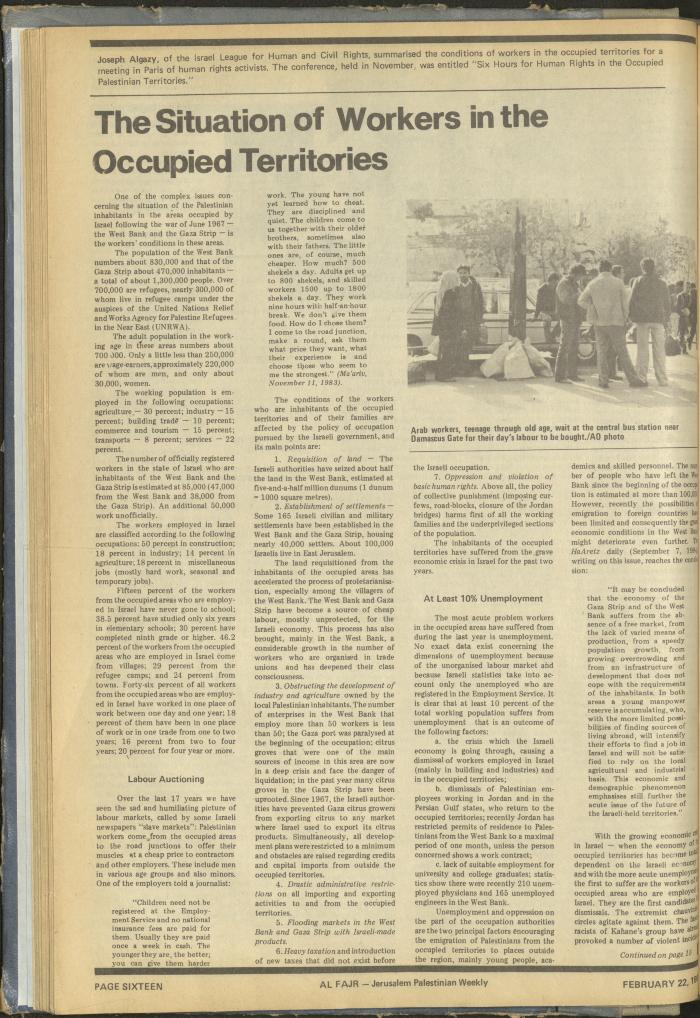 Joseph Algazy, of the Israel League for Human and Civil Rights, summarised the conditions of workers in the occupied territories for a
meeting in Paris of human rights activists. The conference, held in November, was entitled "Six Hours for Human Rights in the Occupied
Palestinian Territories."
The Situation of Workers in the
Occupied Territories
One of the complex issues con-
cerning the situation of the Palestinian
inhabitants in the areas occupied by
Israel following the war of June 1967 —
the West Bank and the Gaza Strip — is
the workers' conditions in these areas.
The population of the West Bank
numbers about 830,000 and that of the
Gaza Strip about 470,000 inhabitants —
a total of about 1,300,000 people. Over
700,000 are refugees, nearly 300,000 of
whom live in refugee camps under the
auspices of the United Nations Relief
and Works Agency for Palestine Refugees
in the Near East (UNRWA).
The adult population in the work-
ing age in these areas numbers about
700 000. Only a little less than 250,000
are wage-earners, approximately 220,000
of whom are men, and only about
30,000, women.
The working population is em-
ployed in the following occupations:
agriculture — 30 percent; industry — 15
percent; building trade — 10 percent;
commerce and tourism — 15 percent;
transports — 8 percent; services — 22
percent.
The number of officially registered
workers in the state of Israel who are
inhabitants of the West Bank and the
Gaza Strip is estimated at 85,000 (47,000
from the West Bank and 38,000 from
the Gaza Strip). An additional 50,000
work unofficially.
The workers employed in Israel
are classified according to the following
occupations: 50 percent in construction;
18 percent in industry; 14 percent in
agriculture; 18 percent in miscellaneous
jobs (mostly hard work, seasonal and
temporary jobs).
Fifteen percent of the workers
from the occupied areas who are employ-
ed in Israel have never gone to school;
38.5 percent have studied only six years
in elementary schools; 30 percent have
completed ninth grade or higher. 46.2
percent of the workers from the occupied
areas who are employed in Israel come
from villages; 29 percent from the
refugee camps; and 24 percent from
towns. Forty-six percent of all workers
from the occupied areas who are employ-
ed in Israel have worked in one place of
work between one day and one year; 18
percent of them have been in one place
of work or in one trade from one to two
years; 16 percent from two to four
years; 20 percent for four year or more.
Labour Auctioning
Over the last 17 years we have
seen the sad and humiliating picture of
labour markets, called by some Israeli
newspapers "slave markets": Palestinian
workers come from the occupied areas
to the road junctions to offer their
muscles at a cheap price to contractors
and other employers. These include men
in various age groups and also minors.
One of the employers told a journalist:
"Children need not be
registered at the Employ-
ment Service and no national
insurance fees are paid for
them. Usually they are paid
once a week in cash. The
younger they are, the better;
you can give them harder
work. The young have not
yet learned how to cheat.
They are disciplined and
quiet. The children come to
us together with their older
brothers, sometimes also
with their fathers. The little
ones are, of course, much
cheaper. How much? 500
shekels a day. Adults get up
to 800 shekels, and skilled
workers 1500 up to 1800
shekels a day. They work
nine hours with half-an-hour
break. We don't give them
food. How do I chose them?
I come to the road junction,
make a round, ask them
what price they want, what
their experience is and
choose those who seem to
me the strongest." (Ma'ariv,
November 11, 1983).
The conditions of the workers
who are inhabitants of the occupied
territories and of their families are
affected by the policy of occupation
pursued by the Israeli government, and
its main points are:
1. Requisition of land — The
Israeli authorities have seized about half
the land in the West Bank, estimated at
five-and-a-half million dunums (1 dunum
= 1000 square metres).
2. Establishment of settlements —
Some 165 Israeli civilian and military
settlements have been established in the
West Bank and the Gaza Strip, housing
nearly 40,000 settlers. About 100,000
Israelis live in East Jerusalem.
The land requisitioned from the
inhabitants of the occupied areas has
accelerated the process of proletarianisa-
tion, especially among the villagers of
the West Bank. The West Bank and Gaza
Strip have become a source of cheap
labour, mostly unprotected, for the
Israeli economy. This process has also
brought, mainly in the West Bank, a
considerable growth in the number of
workers who are organised in trade
unions and has deepened their class
consciousness.
3. Obstructing the development of
industry and agriculture owned by the
local Palestinian inhabitants. The number
of enterprises in the West Bank that
employ more than 50 workers is less
than 50; the Gaza port was paralysed at
the beginning of the occupation; citrus
groves that were one of the main
sources of income in this area are now
in a deep crisis and face the danger of
liquidation; in the past year many citrus
groves in the Gaza Strip have been
uprooted. Since 1967, the Israeli author-
ities have prevented Gaza citrus growers
from exporting citrus to any market
where Israel used to export its citrus
products. Simultaneously, all develop-
ment plans were restricted to a minimum
and obstacles are raised regarding credits
and capital imports from outside the
occupied territories.
4. Drastic administrative restric-
tions on all importing and exporting
activities to and from the occupied
territories.
5. Flooding markets in the West
Bank and Gaza Strip with Israeli-made
products.
6. Heavy taxation and introduction
of new taxes that did not exist before
Arab workers, teenage through old age, wait at the central bus station near
Damascus Gate for their day's labour to be bought./AO photo
the Israeli occupation.
7. Oppression and violation of
basic human rights. Above all, the policy
of collective punishment (imposing cur-
fews, road-blocks, closure of the Jordan
bridges) harms first of all the working
families and the underprivileged sections
of the population.
The inhabitants of the occupied
territories have suffered from the grave
economic crisis in Israel for the past two
years.
At Least 10% Unemployment
The most acute problem workers
in the occupied areas have suffered from
during the last year is unemployment.
No exact data exist concerning the
dimensions of unemployment because
of the unorganised labour market and
because Israeli statistics take into ac-
count only the unemployed who are
registered in the Employment Service. It
is clear that at least 10 percent of the
total working population suffers from
unemployment that is an outcome of
the following factors:
a. the crisis which the Israeli
economy is going through, causing a
dismissal of workers employed in Israel
(mainly in building and industries) and
in the occupied territories;
b. dismissals of Palestinian em-
ployees working in Jordan and in the
Persian Gulf states, who return to the
occupied territories; recently Jordan has
restricted permits of residence to Pales-
tinians from the West Bank to a maximal
period of one month, unless the person
concerned shows a work contract;
c. lack of suitable employment for
university and college graduates; statis-
tics show there were recently 210 unem-
ployed physicians and 165 unemployed
engineers in the West Bank.
Unemployment and oppression on
the part of the occupation authorities
are the two principal factors encouraging
the emigration of Palestinians from the
occupied territories to places outside
the region, mainly young people, aca-
demics and skilled personnel. The
ber of people who have left the
Bank since the beginning of the
tion is estimated at more than
However, recently the possibilities
emigration to foreign countries
been limited and consequently the
economic conditions in the West
might deteriorate even further.
HaAretz daily (September 7,
writing on this issue, reaches the
sion:
"It may be concluded
that the economy of the
Gaza Strip and of the West
Bank suffers from the ab-
sence of a free market, from
the lack of varied means of
production, from a speedy
population growth, from
growing overcrowding and
from an infrastructure of
development that does not
cope with the requirements
of the inhabitants. In both
areas a young manpower
reserve is accumulating, who,
with the more limited possi-
bilities of finding sources of
living abroad, will intensify
their efforts to find a job in
Israel and will not be satis-
fied to rely on the local
agricultural and industrial
basis. This economic and
demographic phenomenon
emphasises still further the
acute issue of the future of
the Israeli-held territories."
With the growing economic
in Israel — when the economy of
occupied territories has become
dependent on the Israeli economy
and with the more acute unemployment
the first to suffer are the workers of
occupied areas who are employed
Israel. They are the first candidates
dismissals. The extremist
circles agitate against them. The
racists of Kahane's group have
provoked a number of violent
Continued on page
PAGE SIXTEEN
AL FAJR — Jerusalem Palestinian Weekly
FEBRUARY 22,